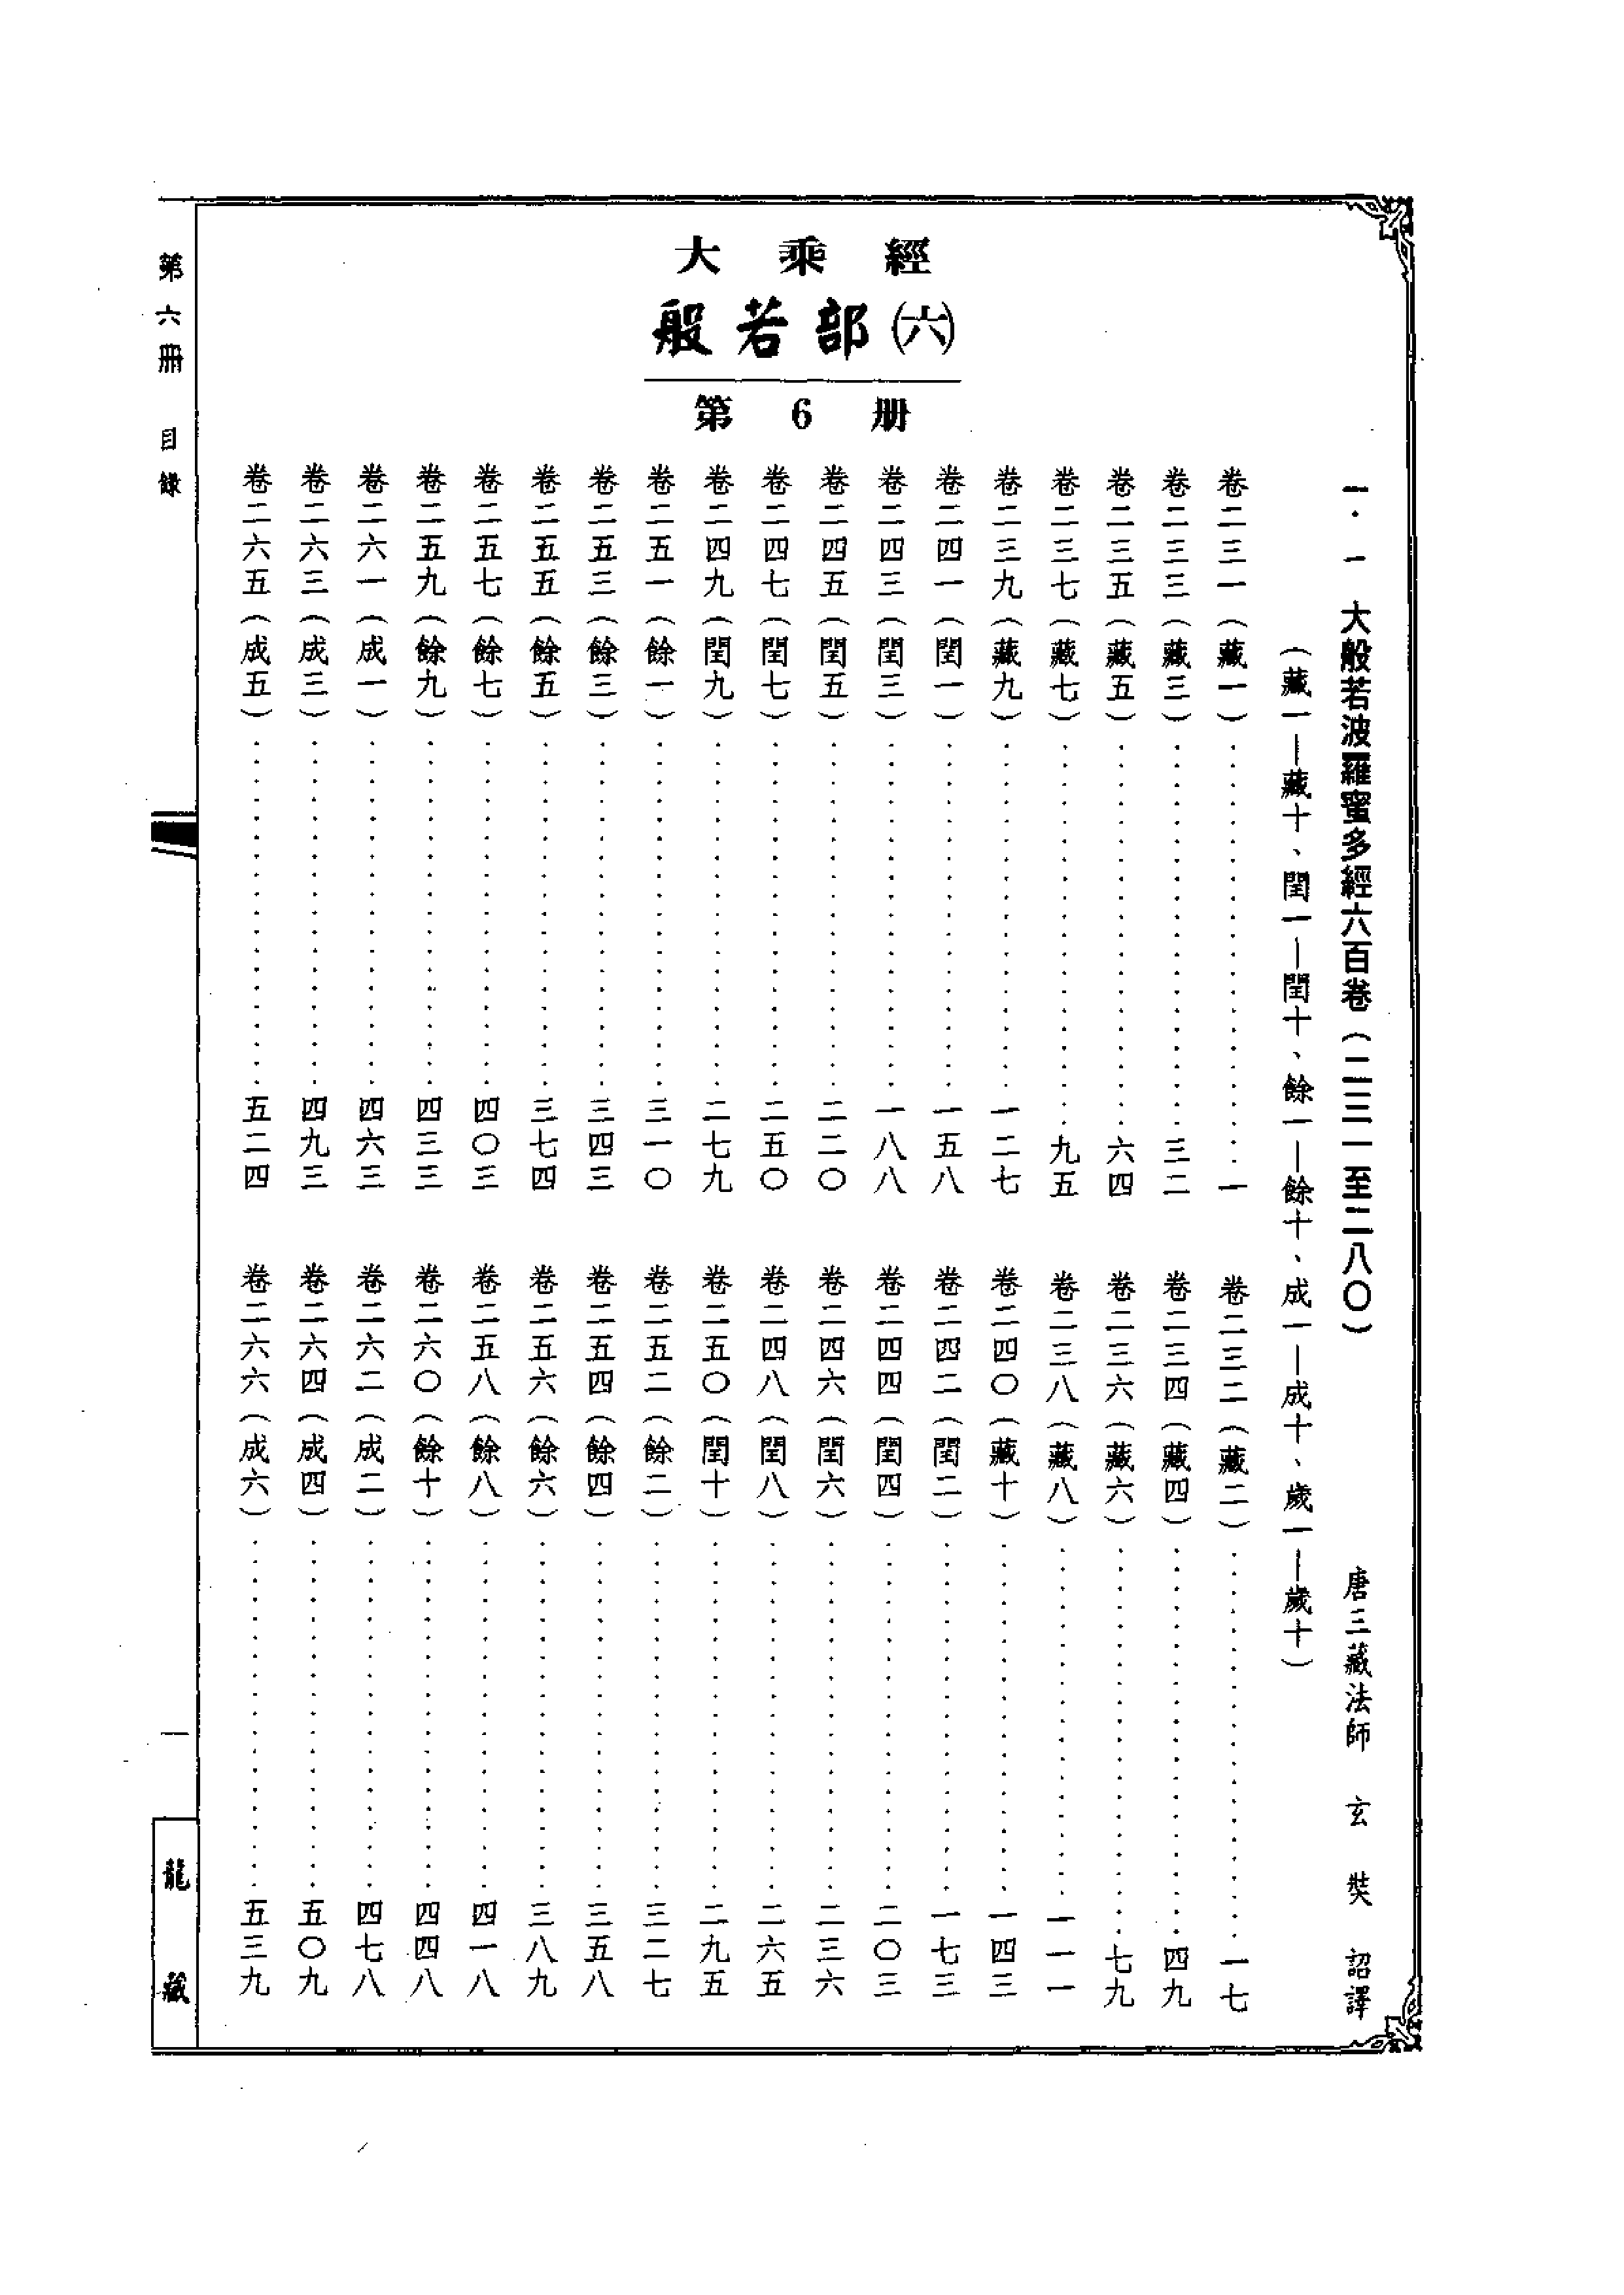 大乘經
般若部(六)
第6册
一·一 大般若波羅蜜多經六百卷(二三一至二八〇) 唐三藏法師 玄奘 詔譯
(藏一—藏十、閏一—閏十、餘一—餘十、成一—成十、歲一—歲十)
卷二三一(藏一)……一 卷二三二(藏二)……一七
卷二三三(藏三)……三二 卷二三四(藏四)……四九
卷二三五(藏五)……六四 卷二三六(藏六)……七九
卷二三七(藏七)……九五 卷二三八(藏八)……一一一
卷二三九(藏九)……一二七 卷二四〇(藏十)……一四三
卷二四一(閏一)……一五八 卷二四二(閏二)……一七三
卷二四三(閏三)……一八八 卷二四四(閏四)……二〇三
卷二四五(閏五)……二二〇 卷二四六(閏六)……二三六
卷二四七(閏七)……二五〇 卷二四八(閏八)……二六五
卷二四九(閏九)……二七九 卷二五〇(閏十)……二九五
卷二五一(餘一)……三一〇 卷二五二(餘二)……三二七
卷二五三(餘三)……三四三 卷二五四(餘四)……三五八
卷二五五(餘五)……三七四 卷二五六(餘六)……三八九
卷二五七(餘七)……四〇三 卷二五八(餘八)……四一八
卷二五九(餘九)……四三三 卷二六〇(餘十)……四四八
卷二六一(成一)……四六三 卷二六二(成二)……四七八
卷二六三(成三)……四九三 卷二六四(成四)……五〇九
卷二六五(成五)……五二四 卷二六六(成六)……五三九
第六冊 目錄 一 龍藏